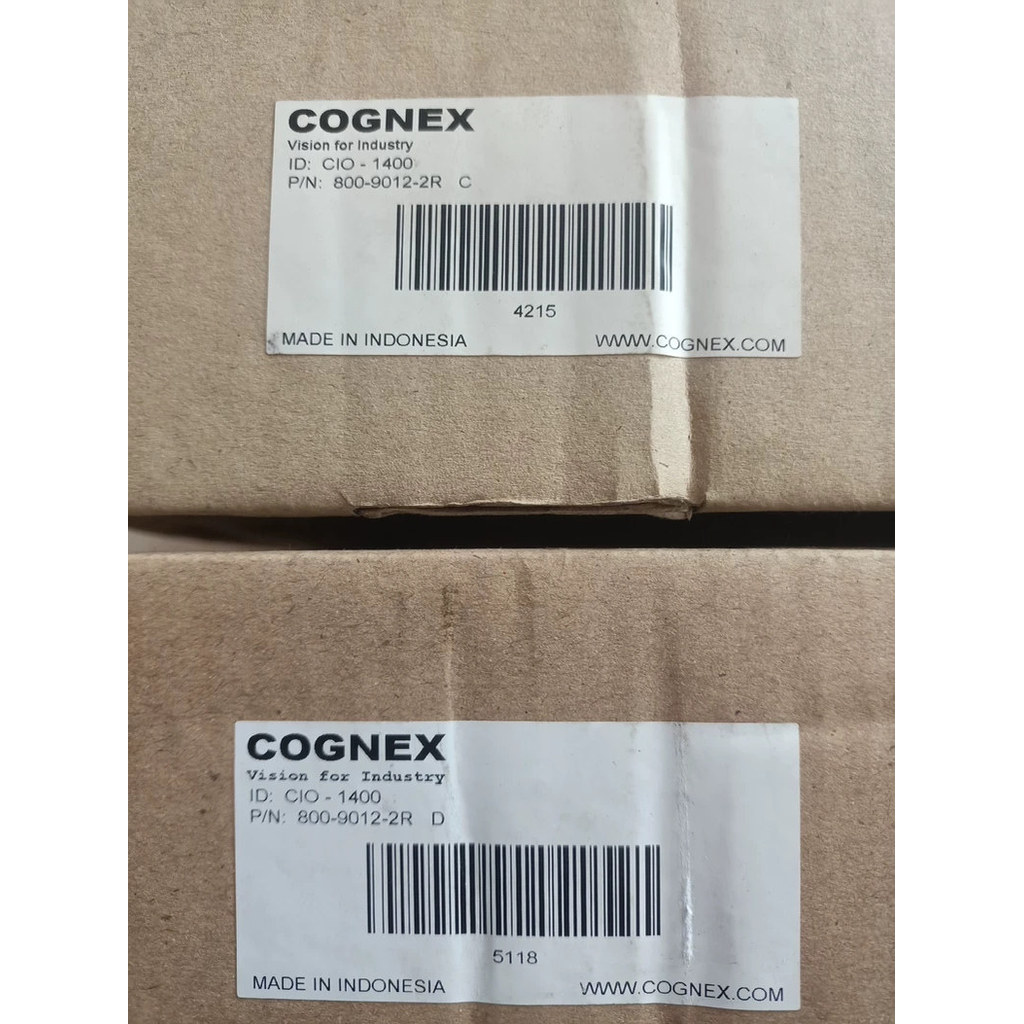 COGNEX
Vision for Industry
ID: CIO - 1400
P/N: 800-9012-2R C
4215
MADE IN INDONESIA WWW.COGNEX.COM
COGNEX
Vision for Industry
ID: CIO - 1400
P/N: 800-9012-2R D
5118
MADE IN INDONESIA WWW.COGNEX.COM